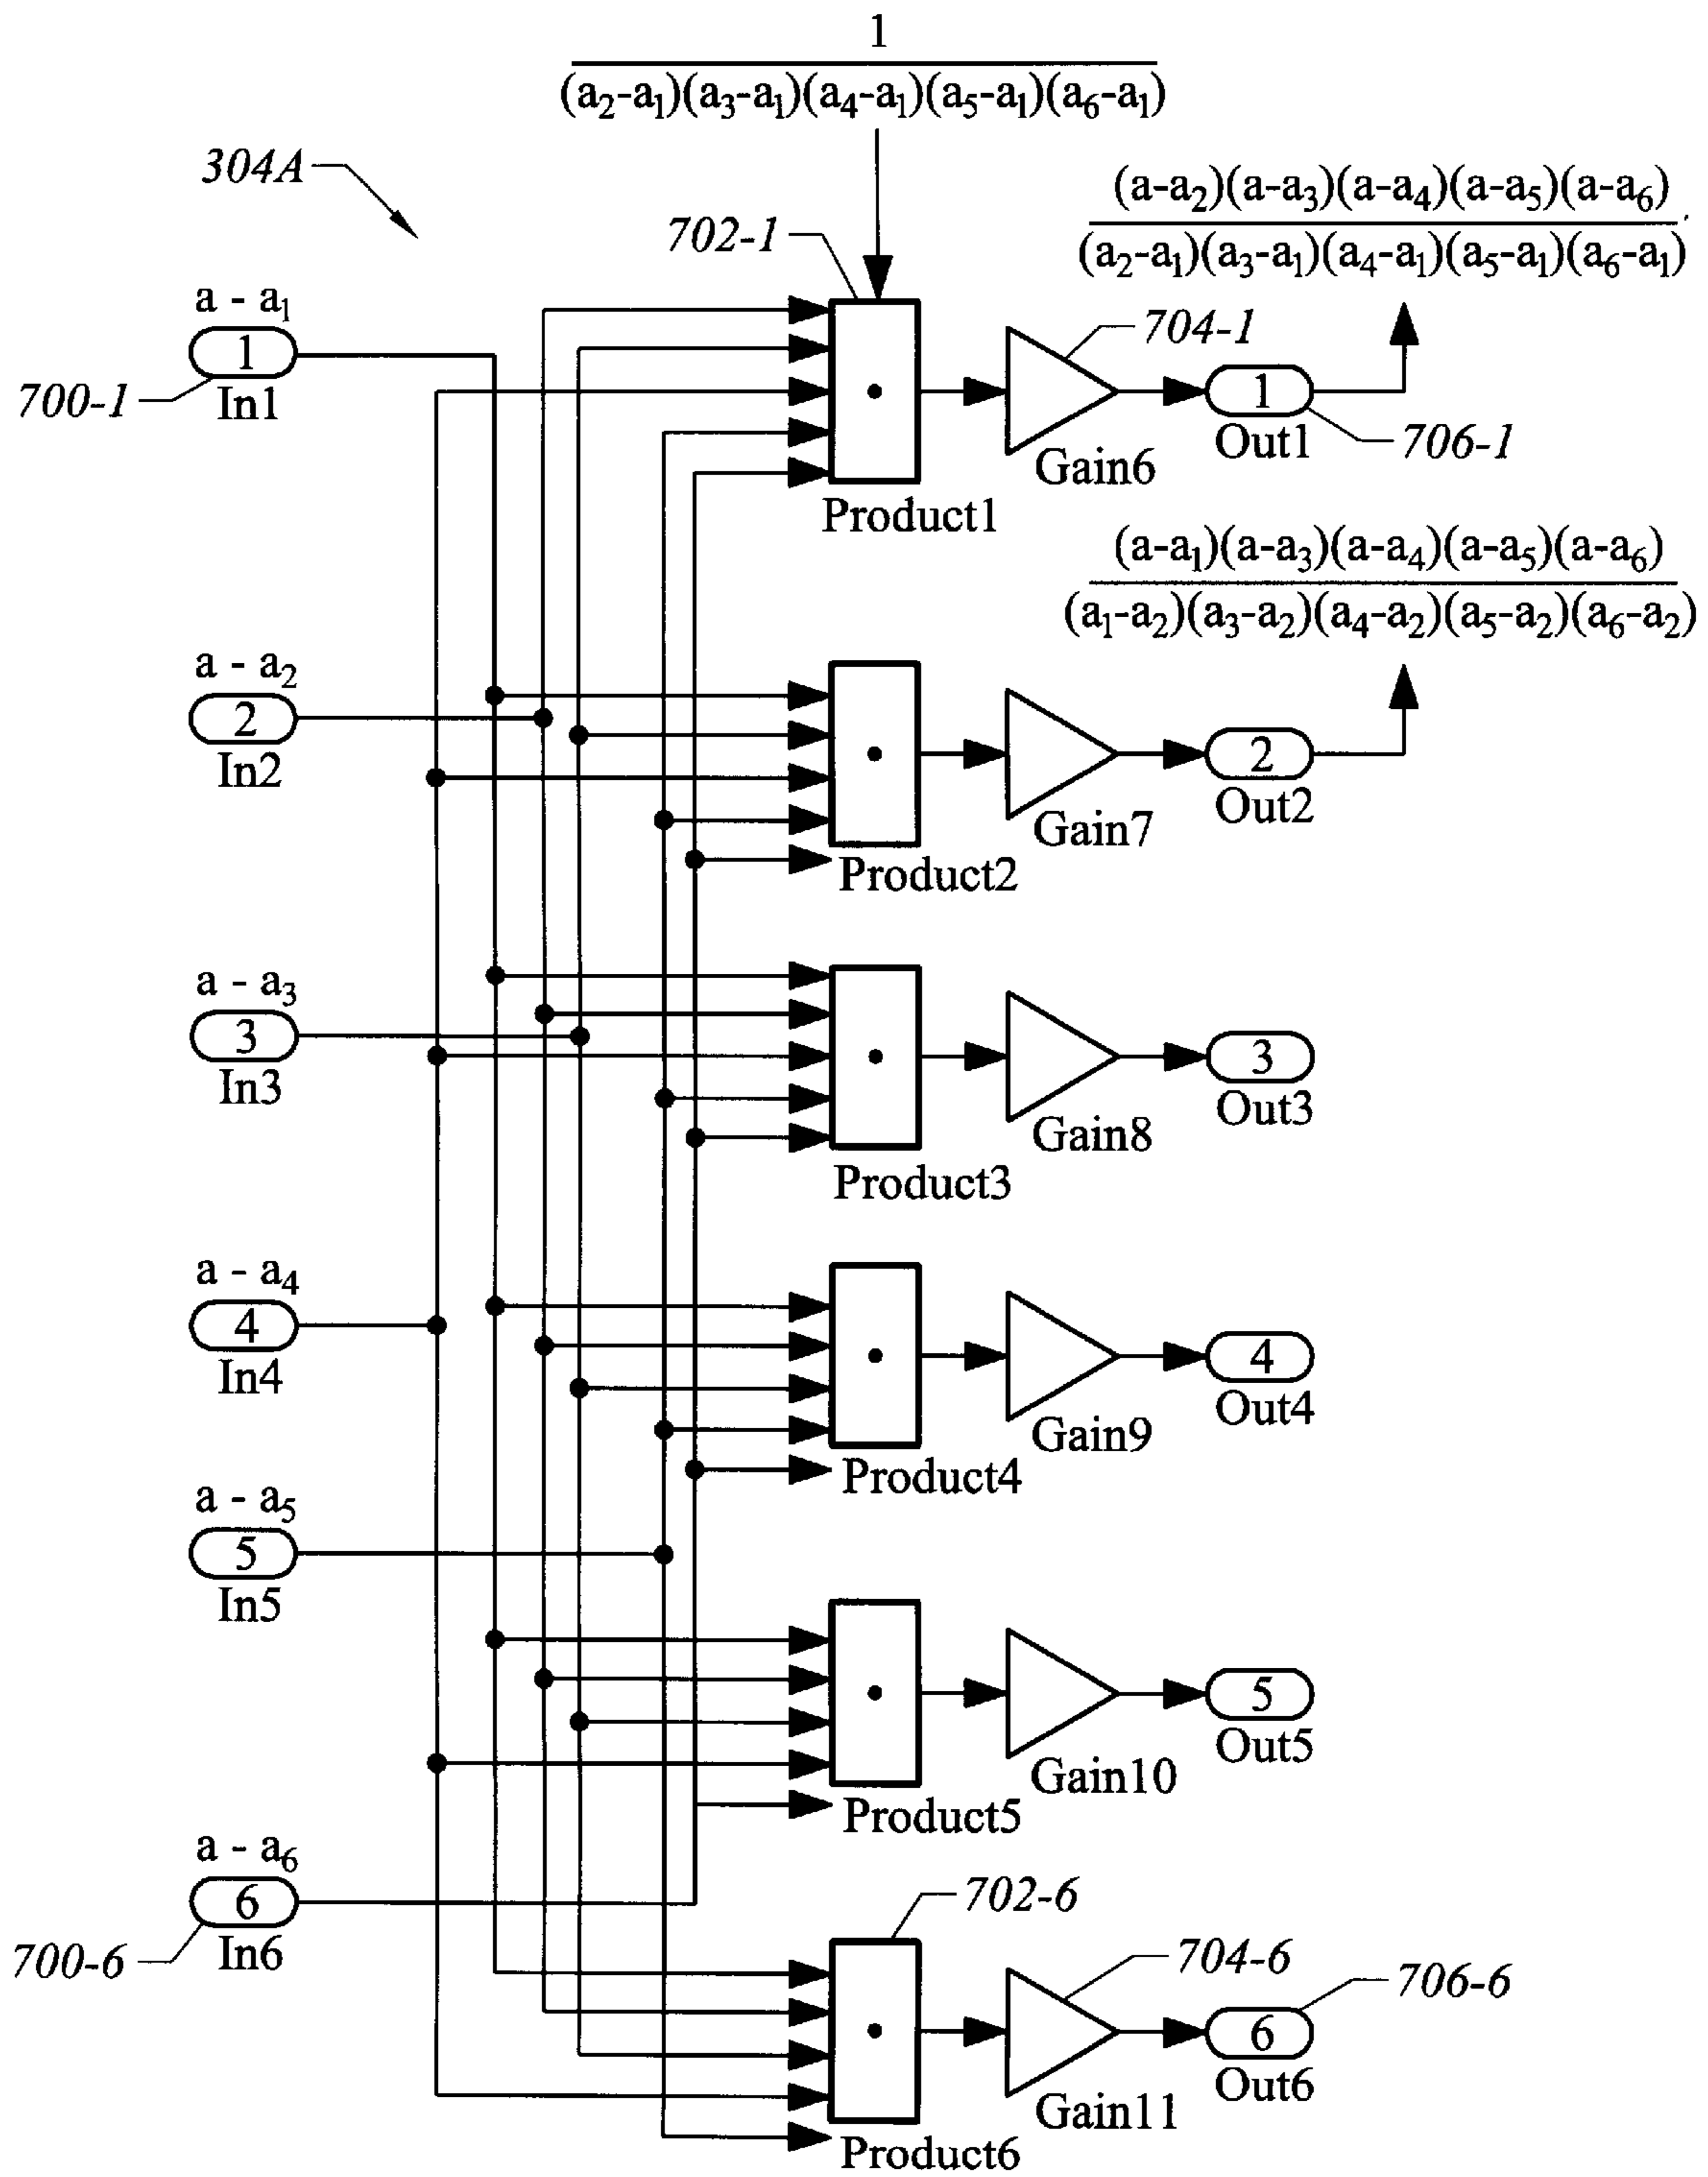 1
(a₂-a₁)(a₃-a₁)(a₄-a₁)(a₅-a₁)(a₆-a₁)
304A
702-1
(a-a₂)(a-a₃)(a-a₄)(a-a₅)(a-a₆)
(a₂-a₁)(a₃-a₁)(a₄-a₁)(a₅-a₁)(a₆-a₁)
a - a₁
1
In1
700-1
704-1
Gain6
1
Out1
706-1
Product1
(a-a₁)(a-a₃)(a-a₄)(a-a₅)(a-a₆)
(a₁-a₂)(a₃-a₂)(a₄-a₂)(a₅-a₂)(a₆-a₂)
a - a₂
2
In2
Product2
Gain7
2
Out2
a - a₃
3
In3
Product3
Gain8
3
Out3
a - a₄
4
In4
Product4
Gain9
4
Out4
a - a₅
5
In5
Product5
Gain10
5
Out5
a - a₆
6
In6
700-6
702-6
704-6
706-6
Product6
Gain11
6
Out6